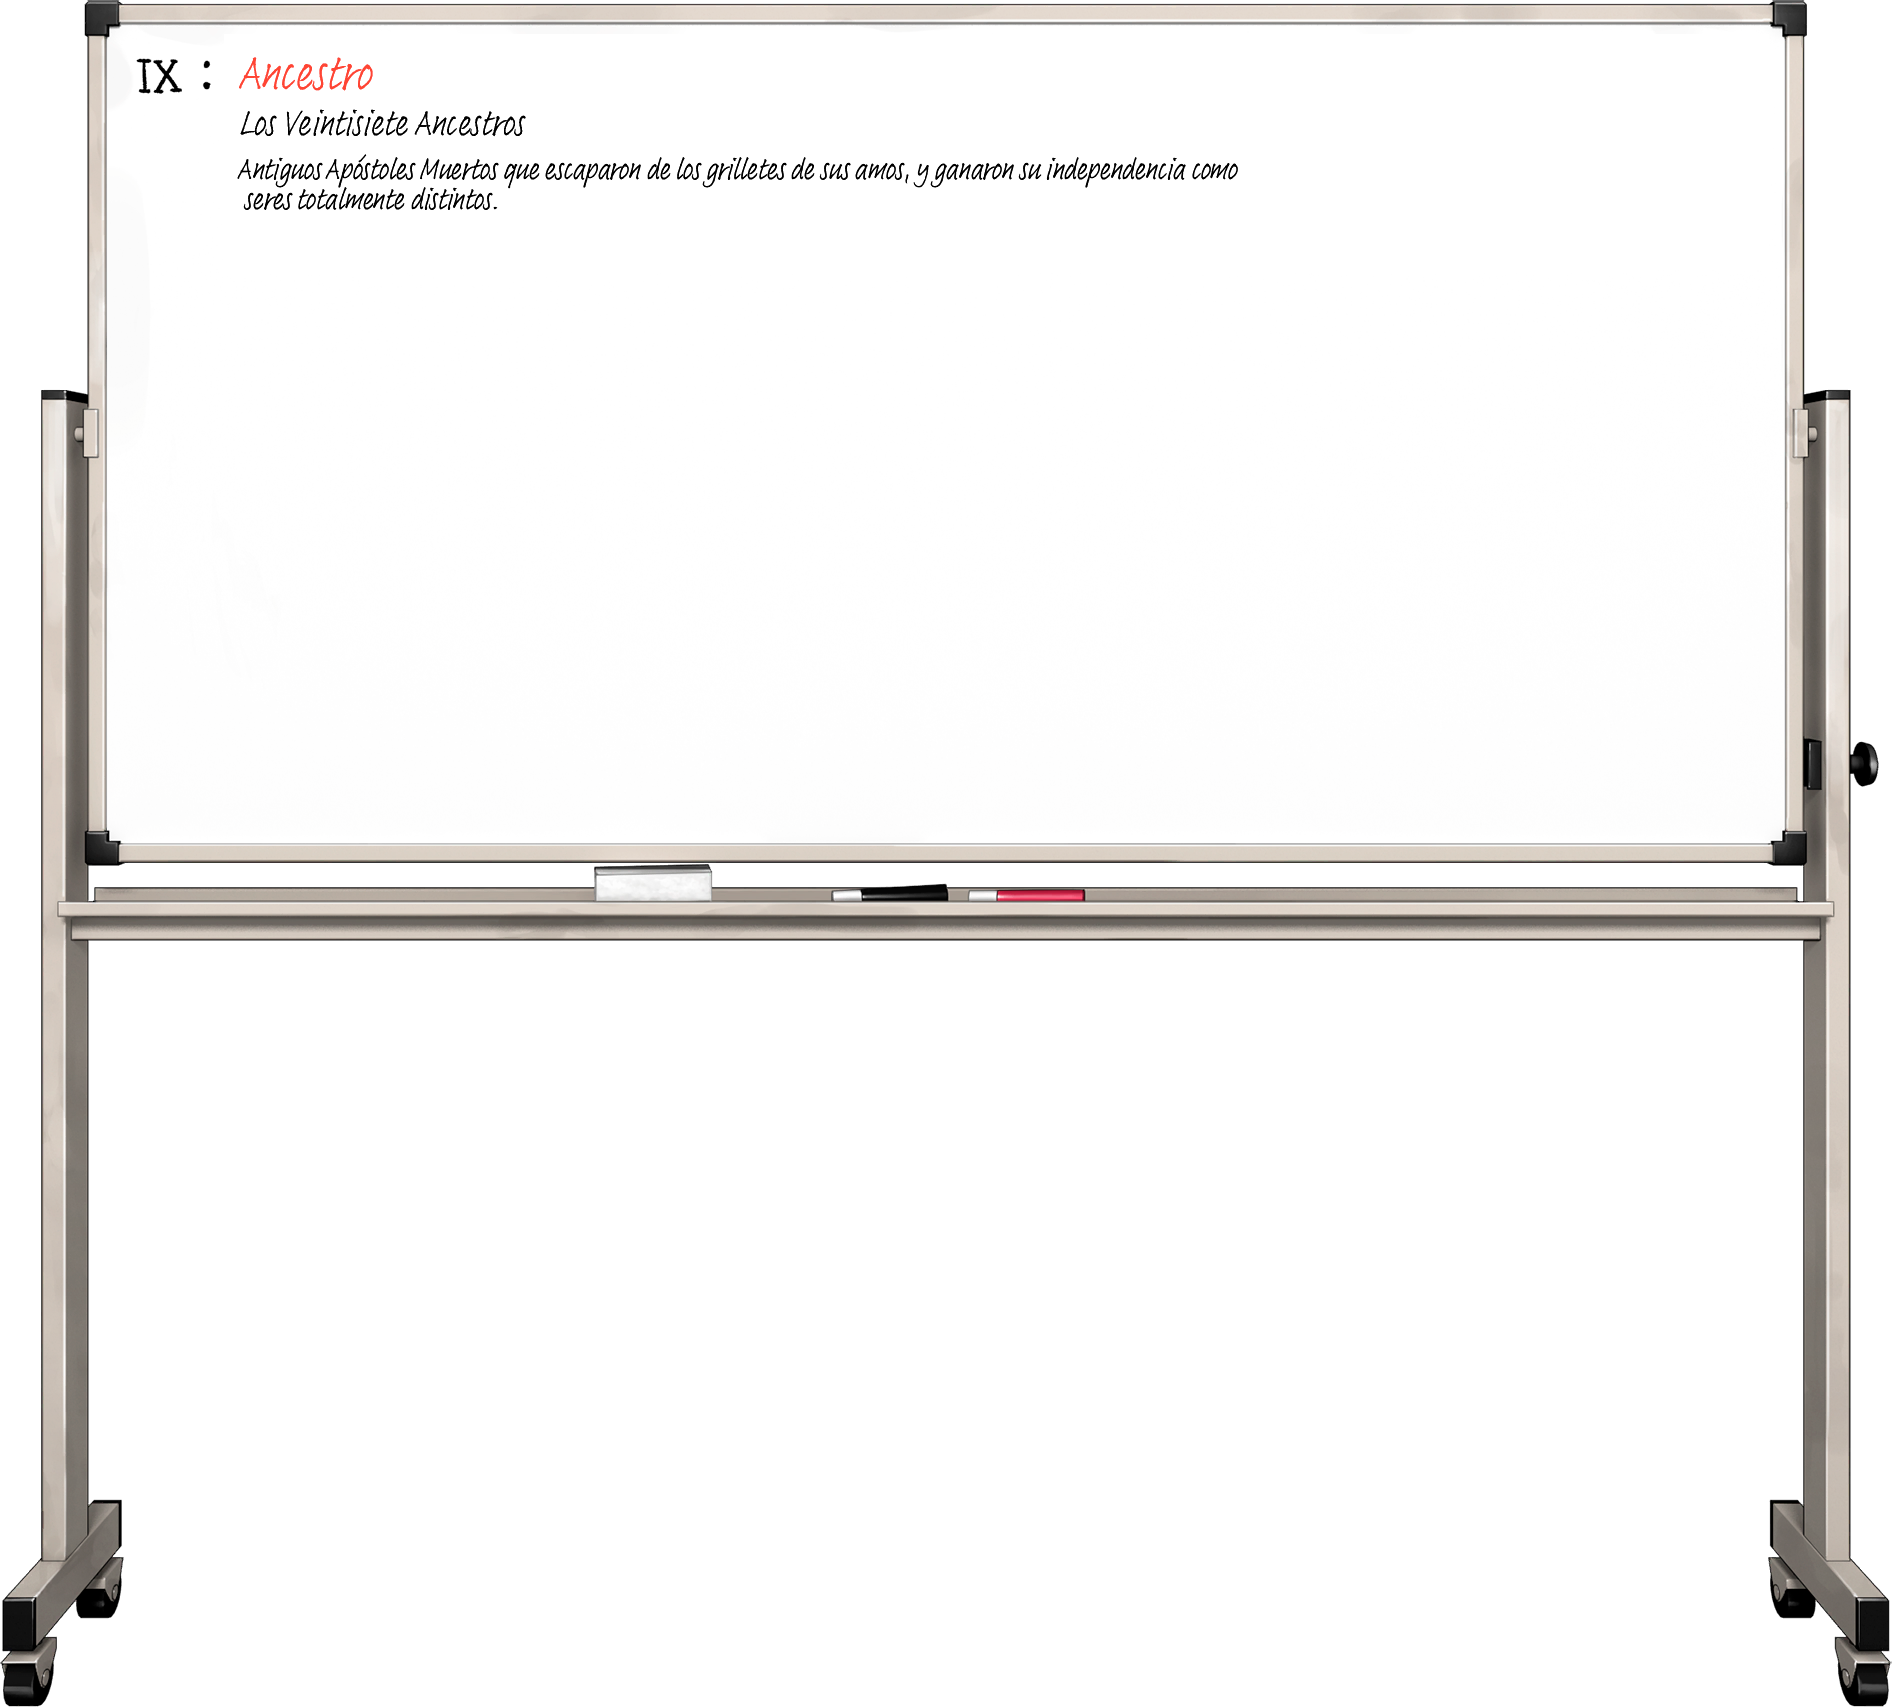 IX : Ancestro
Los Veintisiete Ancestros
Antiguos Apóstoles Muertos que escaparon de los grilletes de sus amos, y ganaron su independencia como
seres totalmente distintos.